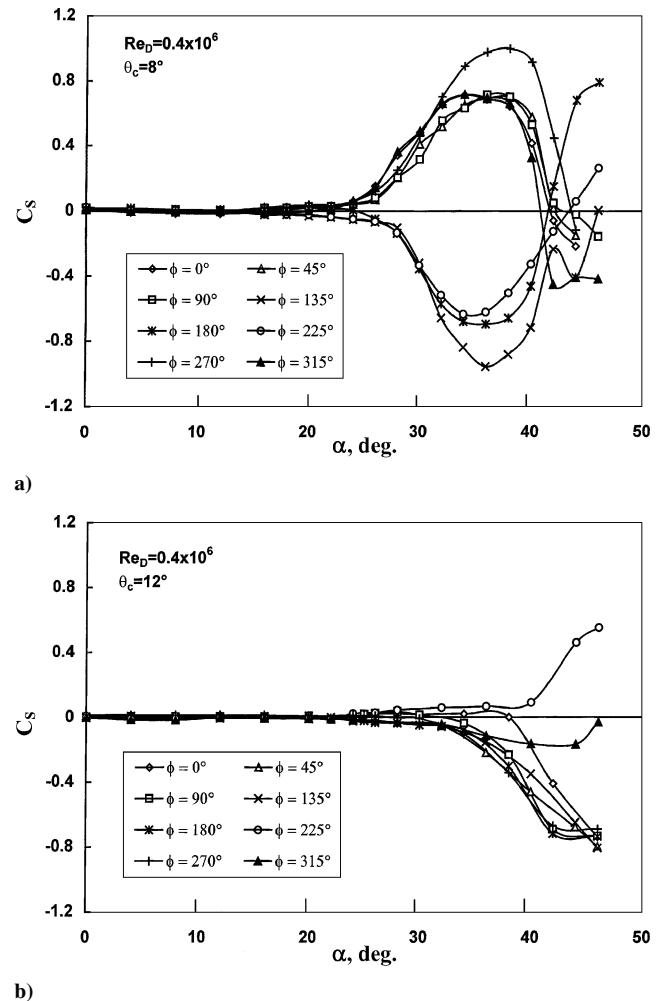 1.2
Re_D=0.4x10^6
θ_c=8°
0.8
0.4
C_S
0
-0.4
ϕ = 0° ϕ = 45°
ϕ = 90° ϕ = 135°
ϕ = 180° ϕ = 225°
ϕ = 270° ϕ = 315°
-0.8
-1.2
0 10 20 30 40 50
α, deg.
a)
1.2
Re_D=0.4x10^6
θ_c=12°
0.8
0.4
C_S
0
-0.4
ϕ = 0° ϕ = 45°
ϕ = 90° ϕ = 135°
ϕ = 180° ϕ = 225°
ϕ = 270° ϕ = 315°
-0.8
-1.2
0 10 20 30 40 50
α, deg.
b)